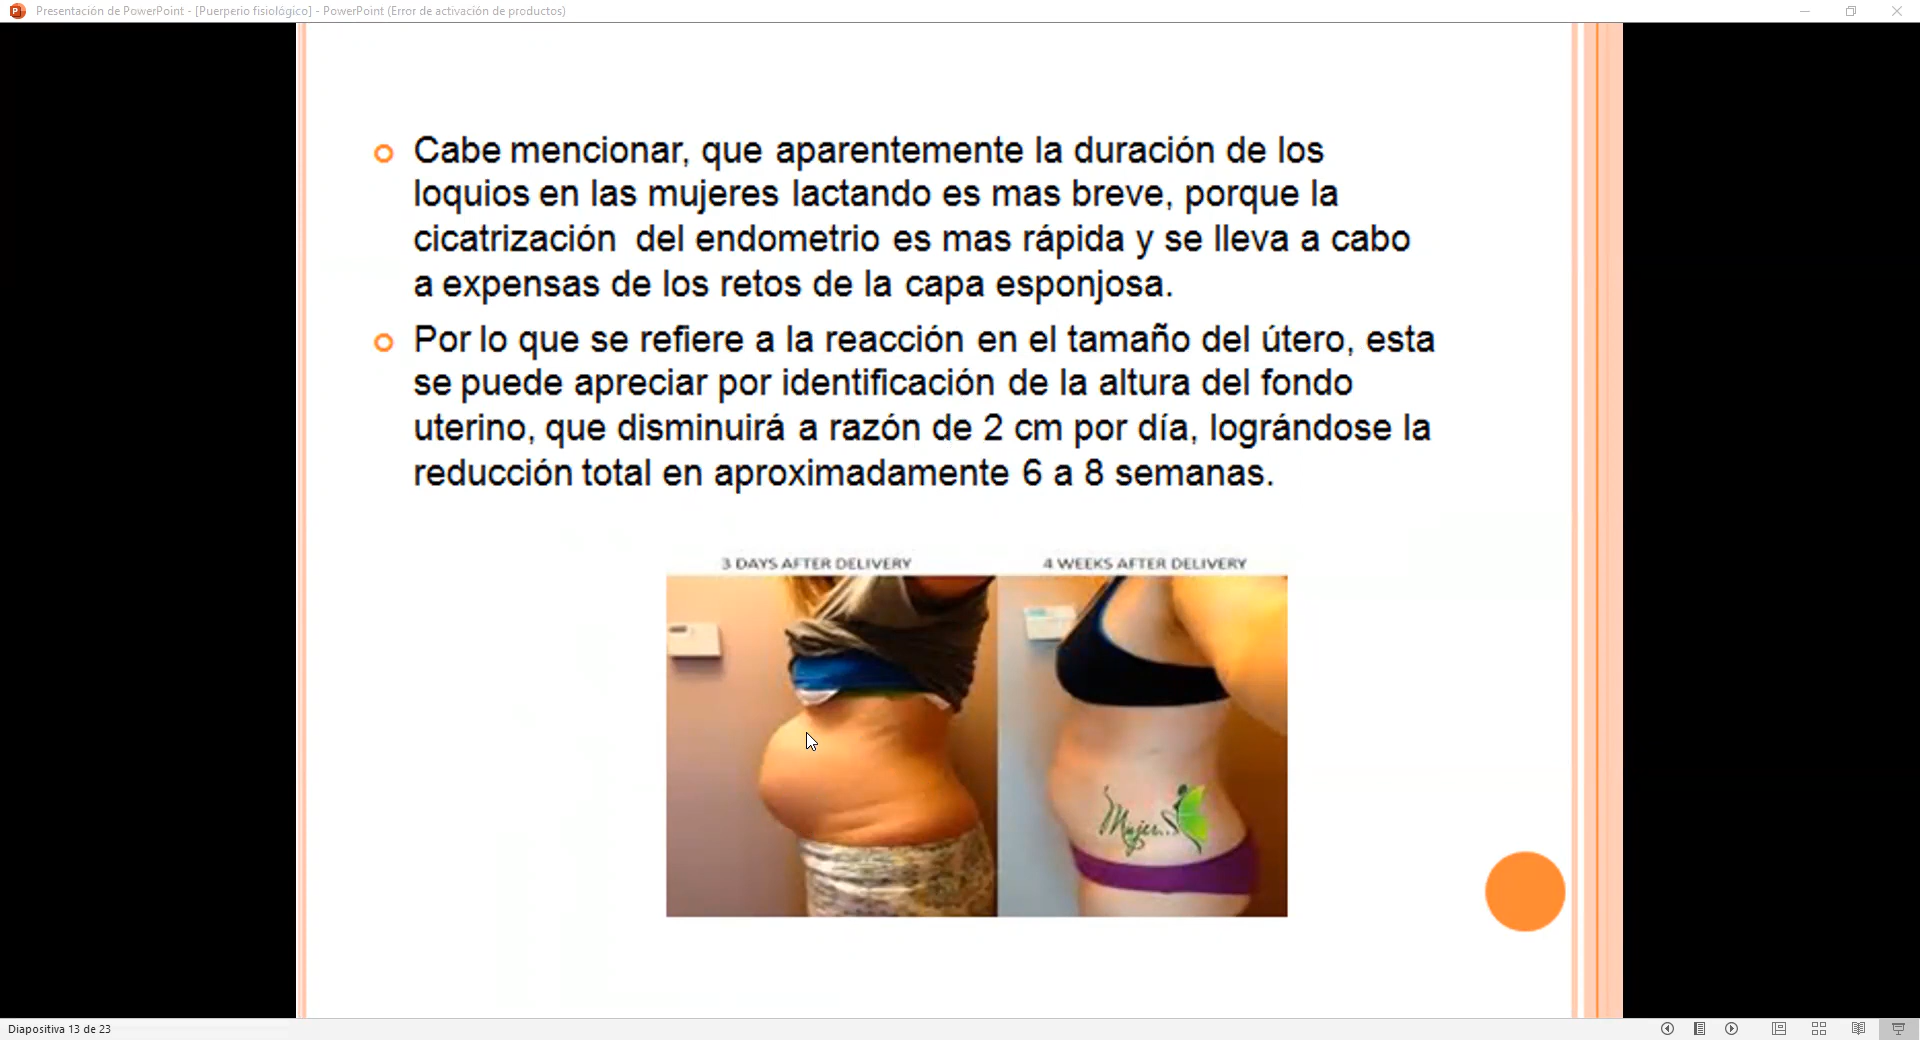 Presentación de PowerPoint - [Puerperio fisiológico] - PowerPoint (Error de activación de productos)
Cabe mencionar, que aparentemente la duración de los
loquios en las mujeres lactando es mas breve, porque la
cicatrización del endometrio es mas rápida y se lleva a cabo
a expensas de los retos de la capa esponjosa.
Por lo que se refiere a la reacción en el tamaño del útero, esta
se puede apreciar por identificación de la altura del fondo
uterino, que disminuirá a razón de 2 cm por día, lográndose la
reducción total en aproximadamente 6 a 8 semanas.
3 DAYS AFTER DELIVERY
4 WEEKS AFTER DELIVERY
Mujer...
Diapositiva 13 de 23